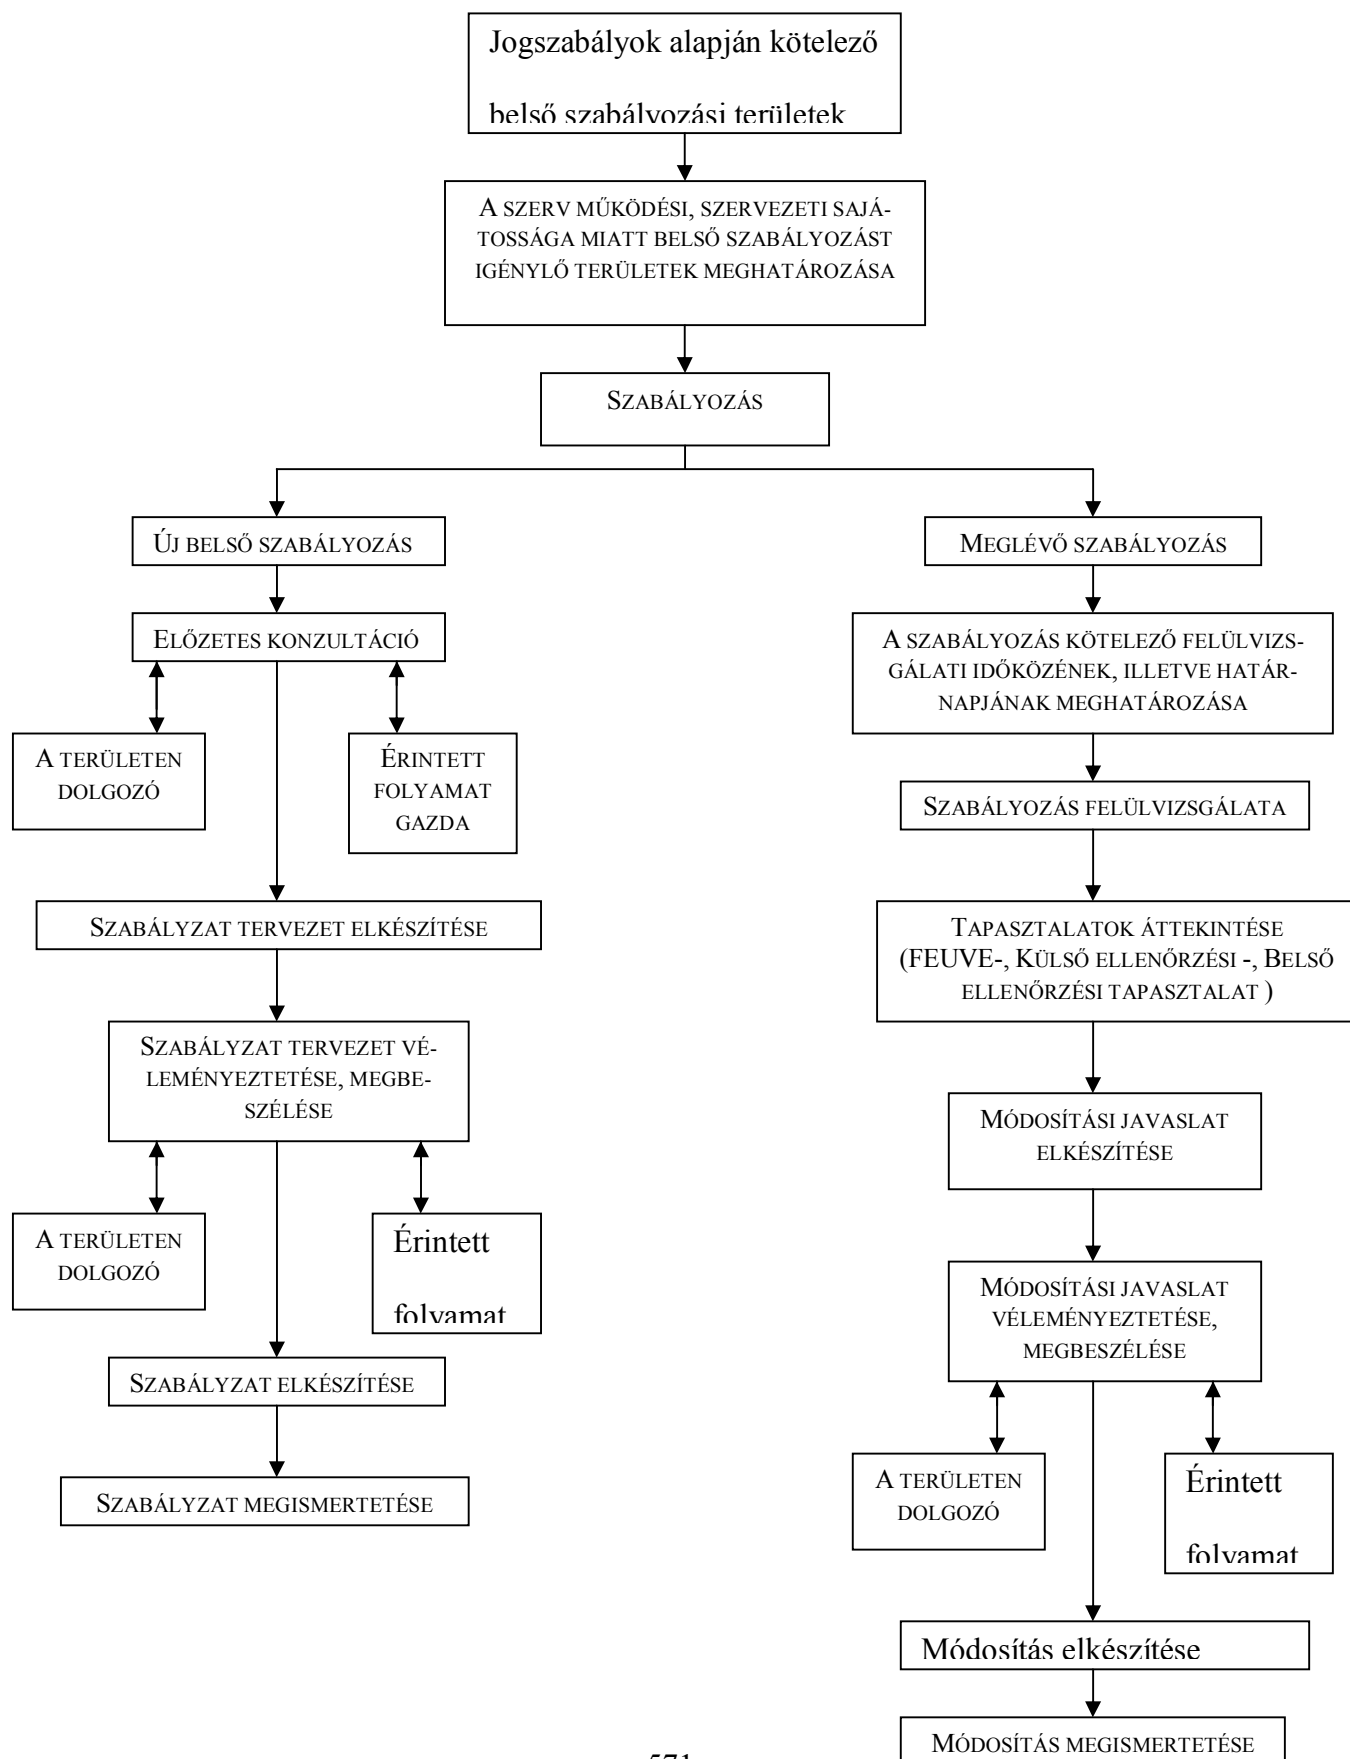 Jogszabályok alapján kötelező
belső szabályozási területek
A SZERV MŰKÖDÉSI, SZERVEZETI SAJÁ-
TOSSÁGA MIATT BELSŐ SZABÁLYOZÁST
IGÉNYLŐ TERÜLETEK MEGHATÁROZÁSA
SZABÁLYOZÁS
ÚJ BELSŐ SZABÁLYOZÁS
ELŐZETES KONZULTÁCIÓ
A TERÜLETEN
DOLGOZÓ
ÉRINTETT
FOLYAMAT
GAZDA
SZABÁLYZAT TERVEZET ELKÉSZÍTÉSE
SZABÁLYZAT TERVEZET VÉ-
LEMÉNYEZTETÉSE, MEGBE-
SZÉLÉSE
A TERÜLETEN
DOLGOZÓ
Érintett
folyamat
SZABÁLYZAT ELKÉSZÍTÉSE
SZABÁLYZAT MEGISMERTETÉSE
MEGLÉVŐ SZABÁLYOZÁS
A SZABÁLYOZÁS KÖTELEZŐ FELÜLVIZS-
GÁLATI IDŐKÖZÉNEK, ILLETVE HATÁR-
NAPJÁNAK MEGHATÁROZÁSA
SZABÁLYOZÁS FELÜLVIZSGÁLATA
TAPASZTALATOK ÁTTEKINTÉSE
(FEUVE-, KÜLSŐ ELLENŐRZÉSI -, BELSŐ
ELLENŐRZÉSI TAPASZTALAT )
MÓDOSÍTÁSI JAVASLAT
ELKÉSZÍTÉSE
MÓDOSÍTÁSI JAVASLAT
VÉLEMÉNYEZTETÉSE,
MEGBESZÉLÉSE
A TERÜLETEN
DOLGOZÓ
Érintett
folyamat
Módosítás elkészítése
MÓDOSÍTÁS MEGISMERTETÉSE
571